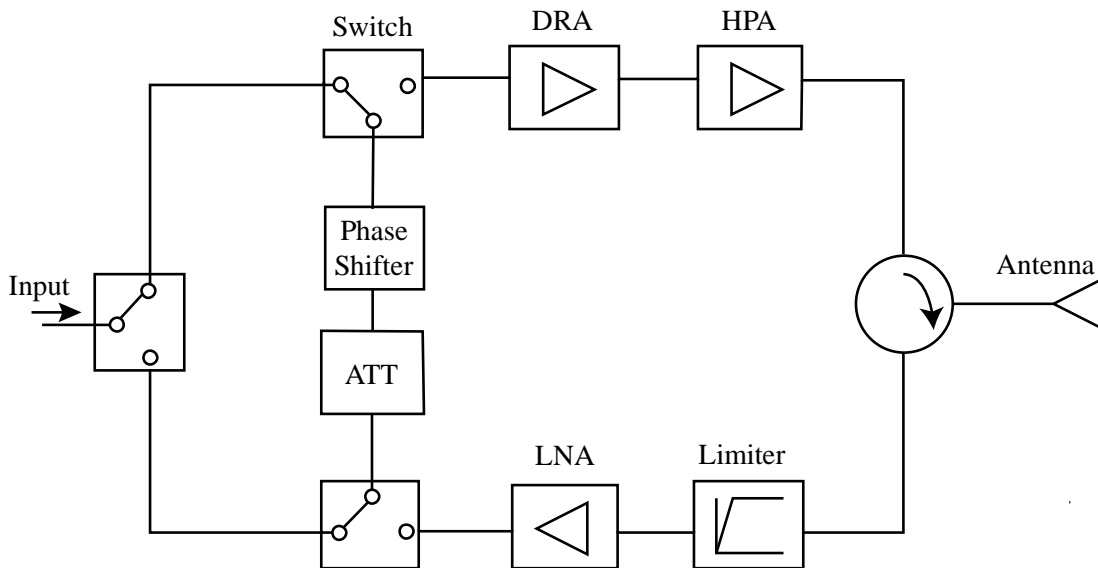 Switch
DRA
HPA
Phase
Shifter
Input
Antenna
ATT
LNA
Limiter